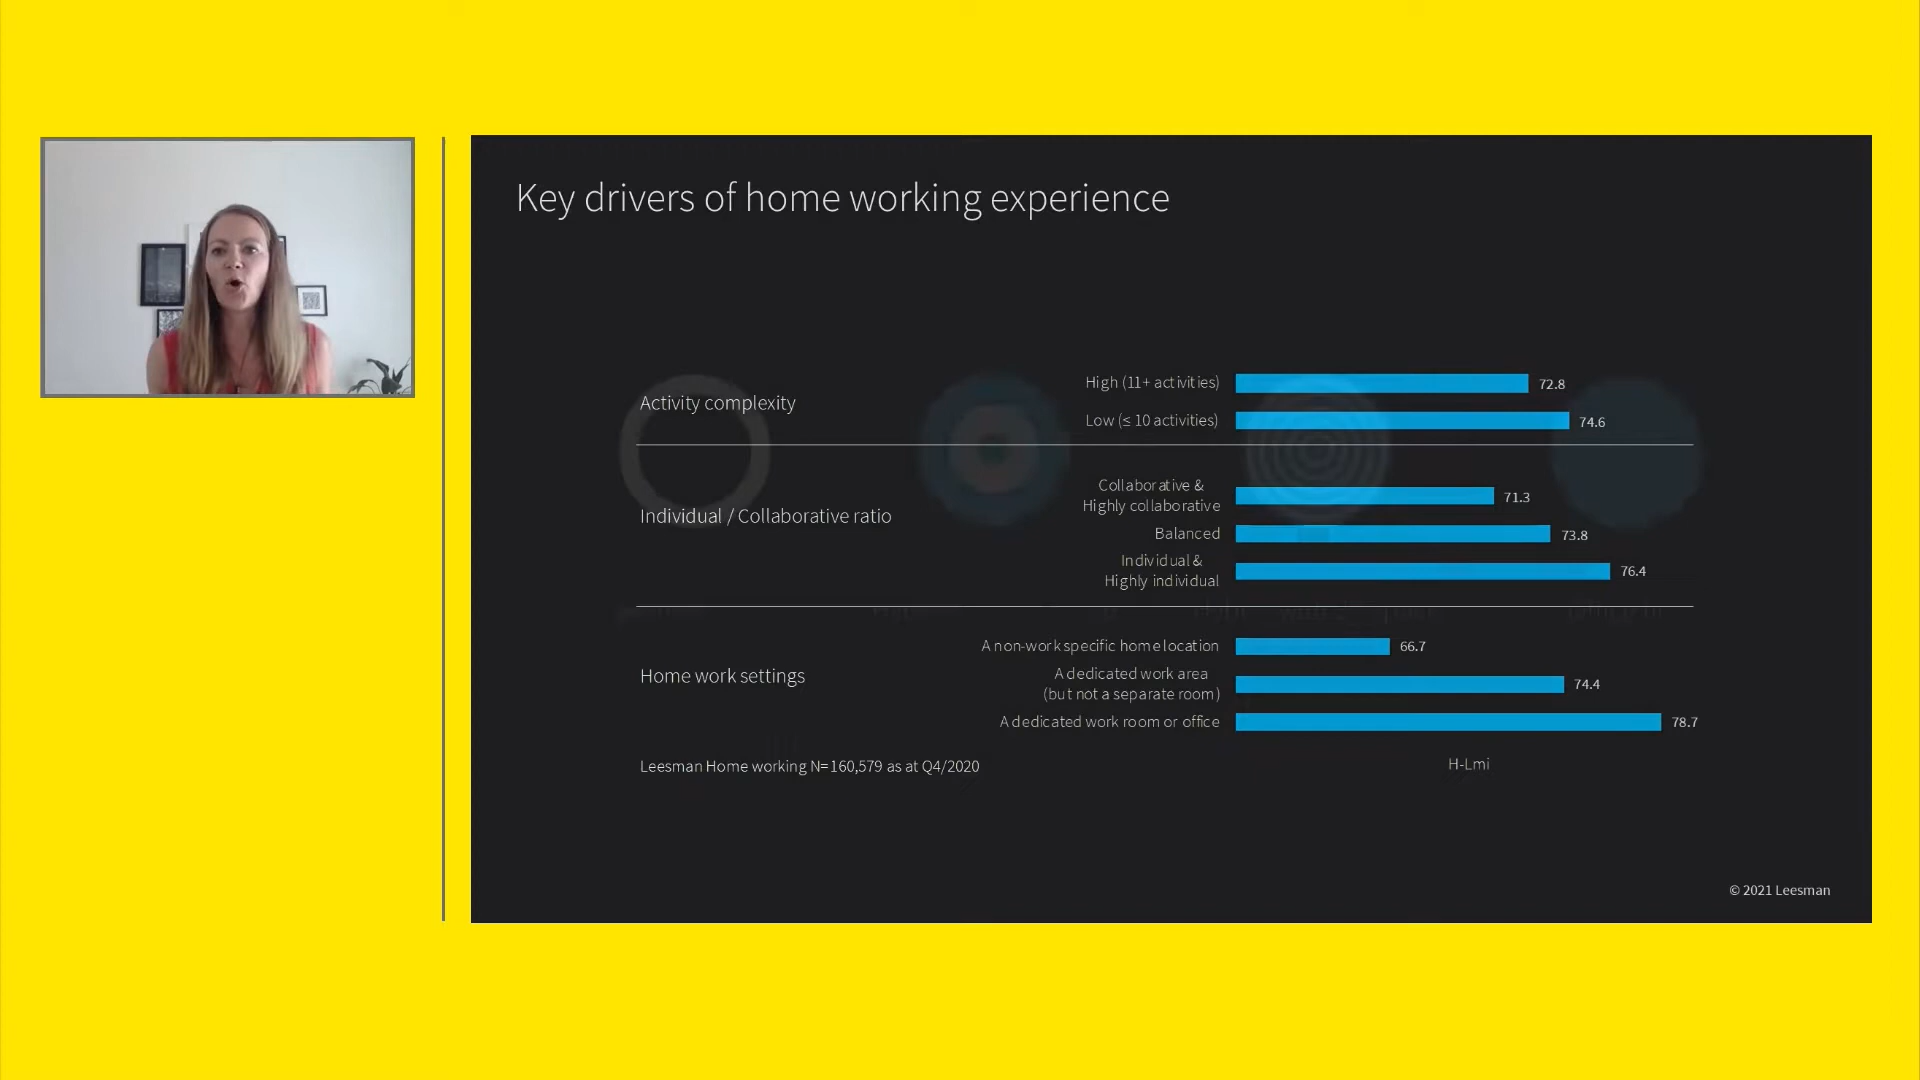 Key drivers of home working experience
Activity complexity
High (11+ activities)
72.8
Low (≤ 10 activities)
74.6
Individual / Collaborative ratio
Collaborative &
Highly collaborative
71.3
Balanced
73.8
Individual &
Highly individual
76.4
Home work settings
A non-work specific home location
66.7
A dedicated work area
(but not a separate room)
74.4
A dedicated work room or office
78.7
Leesman Home working N=160,579 as at Q4/2020
H-Lmi
© 2021 Leesman